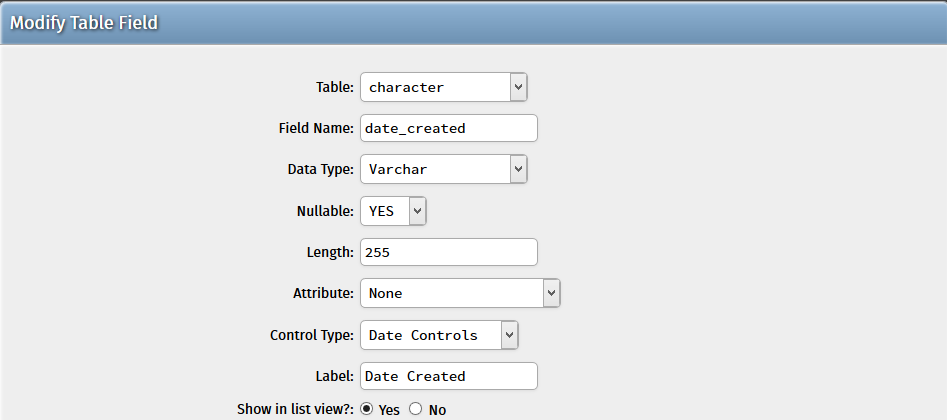 Modify Table Field
Table: character
Field Name: date_created
Data Type: Varchar
Nullable: YES
Length: 255
Attribute: None
Control Type: Date Controls
Label: Date Created
Show in list view?: Yes No